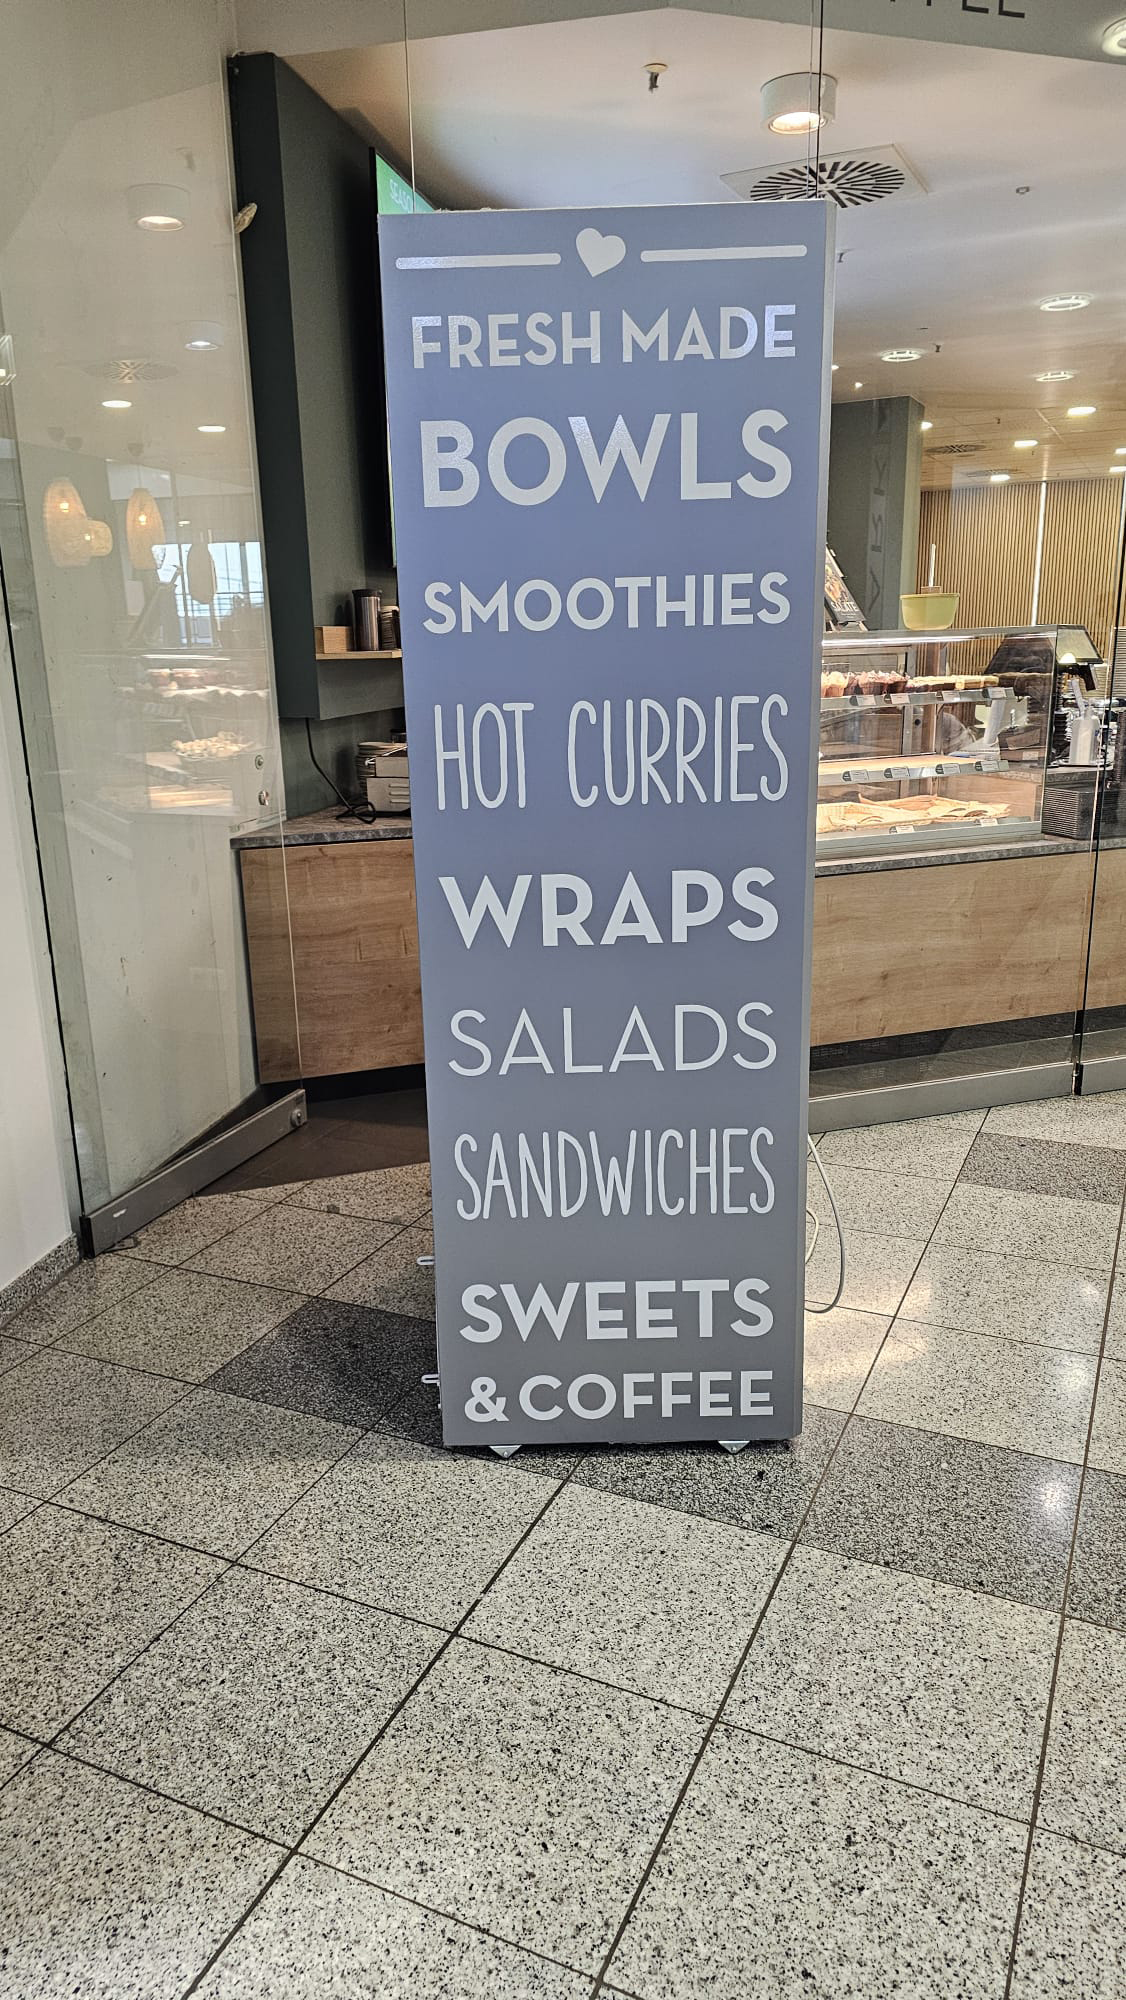 FRESH MADE
BOWLS
SMOOTHIES
HOT CURRIES
WRAPS
SALADS
SANDWICHES
SWEETS
& COFFEE